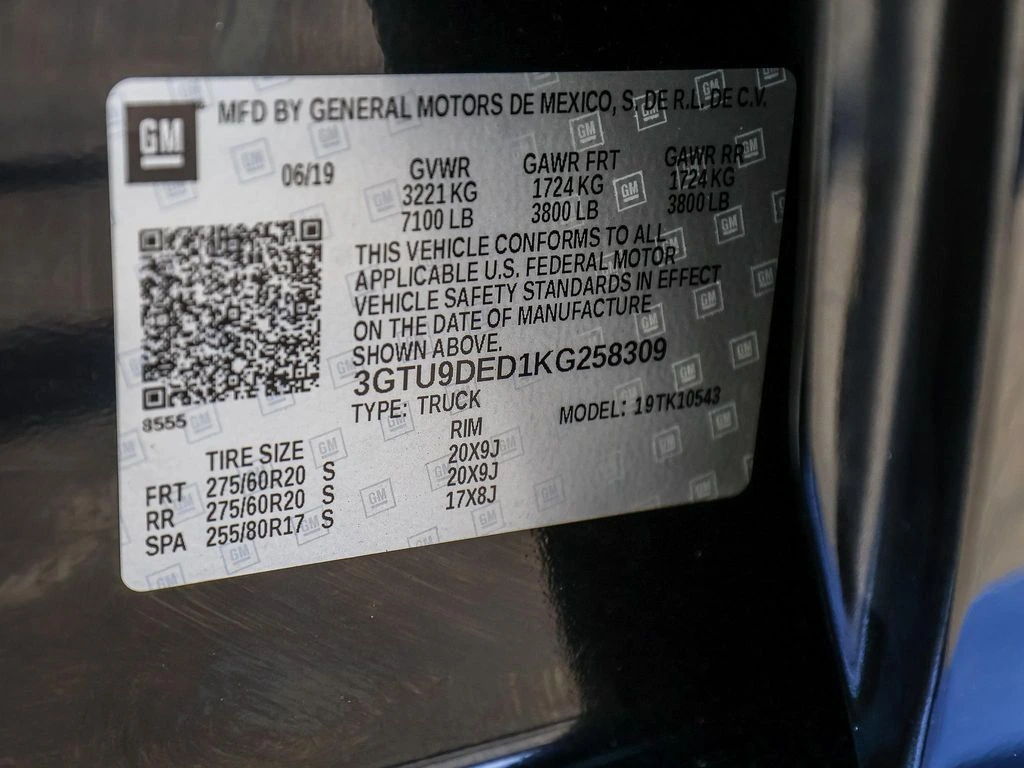 GM
MFD BY GENERAL MOTORS DE MEXICO, S. DE R.L. DE C.V.
06/19 GVWR GAWR FRT GAWR RR
3221 KG 1724 KG 1724 KG
7100 LB 3800 LB 3800 LB
THIS VEHICLE CONFORMS TO ALL
APPLICABLE U.S. FEDERAL MOTOR
VEHICLE SAFETY STANDARDS IN EFFECT
ON THE DATE OF MANUFACTURE
SHOWN ABOVE.
3GTU9DED1KG258309
TYPE: TRUCK MODEL: 19TK10543
8555
TIRE SIZE RIM
FRT 275/60R20 S 20X9J
RR 275/60R20 S 20X9J
SPA 255/80R17 S 17X8J